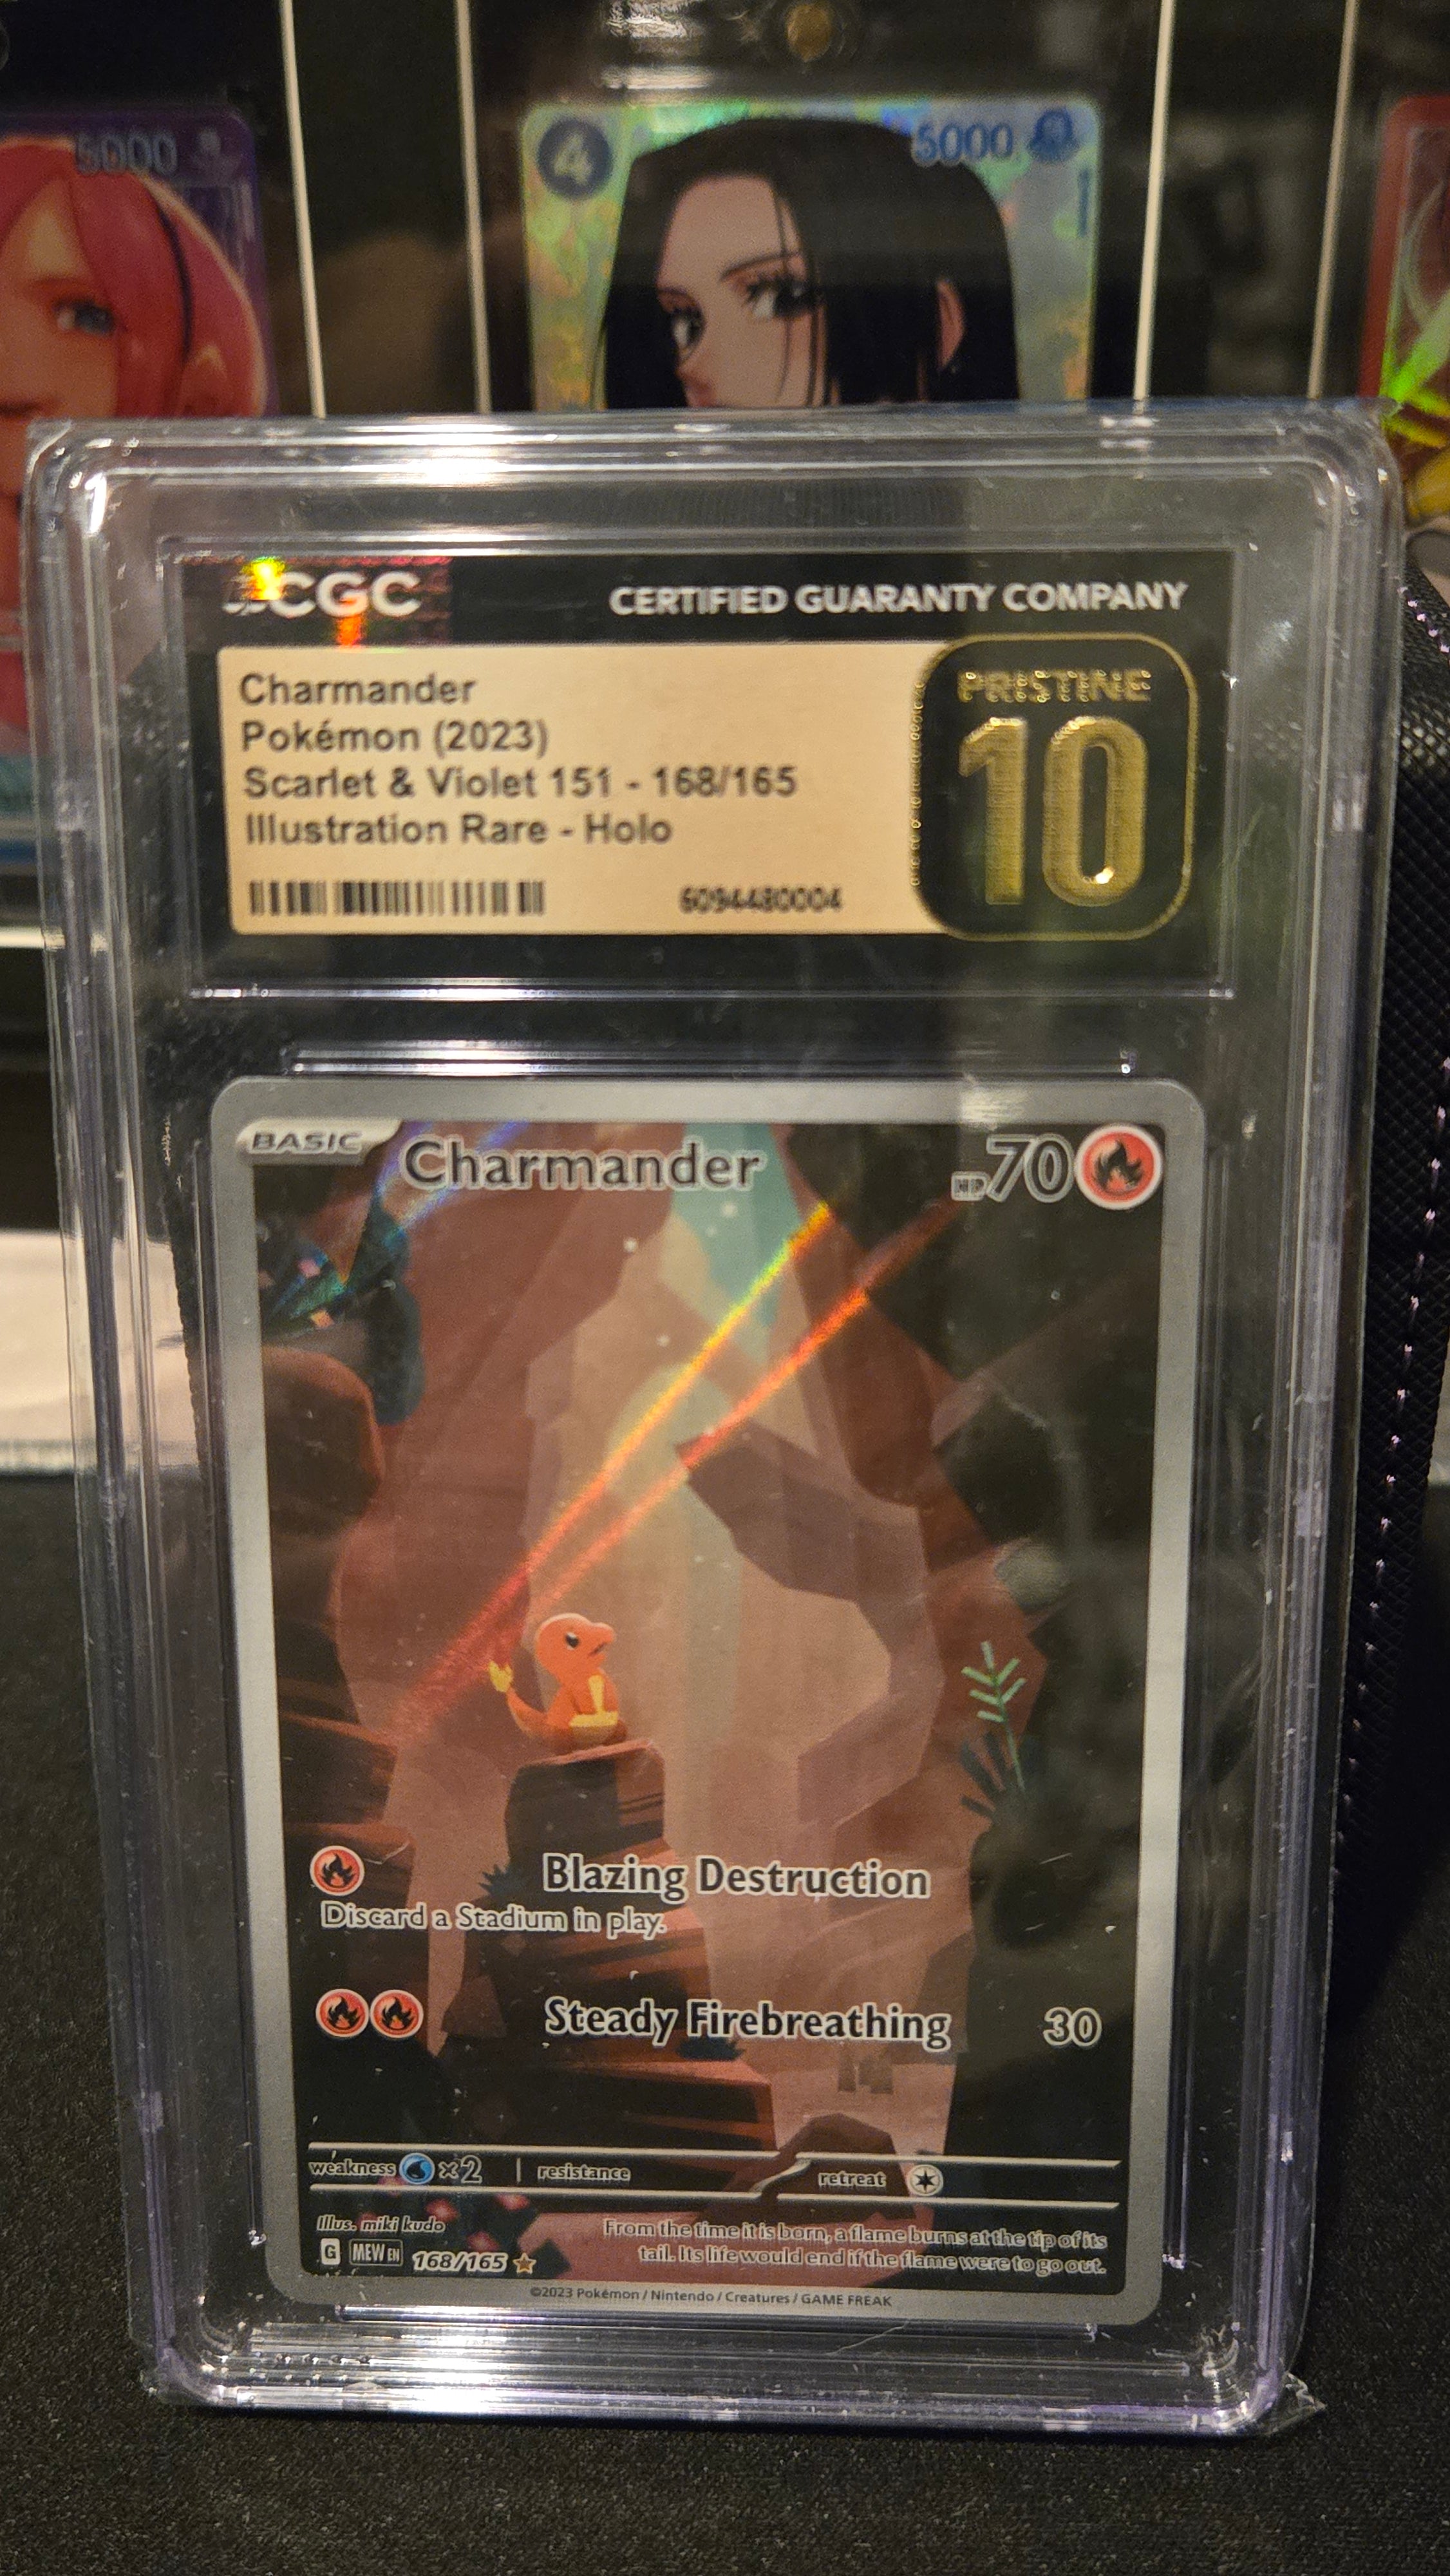 5000
4
5000
CGC
CERTIFIED GUARANTY COMPANY
Charmander
Pokémon (2023)
Scarlet & Violet 151 - 168/165
Illustration Rare - Holo
6094480004
PRISTINE
10
BASIC
Charmander
HP70
Blazing Destruction
Discard a Stadium in play.
Steady Firebreathing 30
weakness ×2 resistance retreat
Illus. miki kudo
G MEW EN 168/165
From the time it is born, a flame burns at the tip of its
tail. Its life would end if the flame were to go out.
©2023 Pokémon / Nintendo / Creatures / GAME FREAK